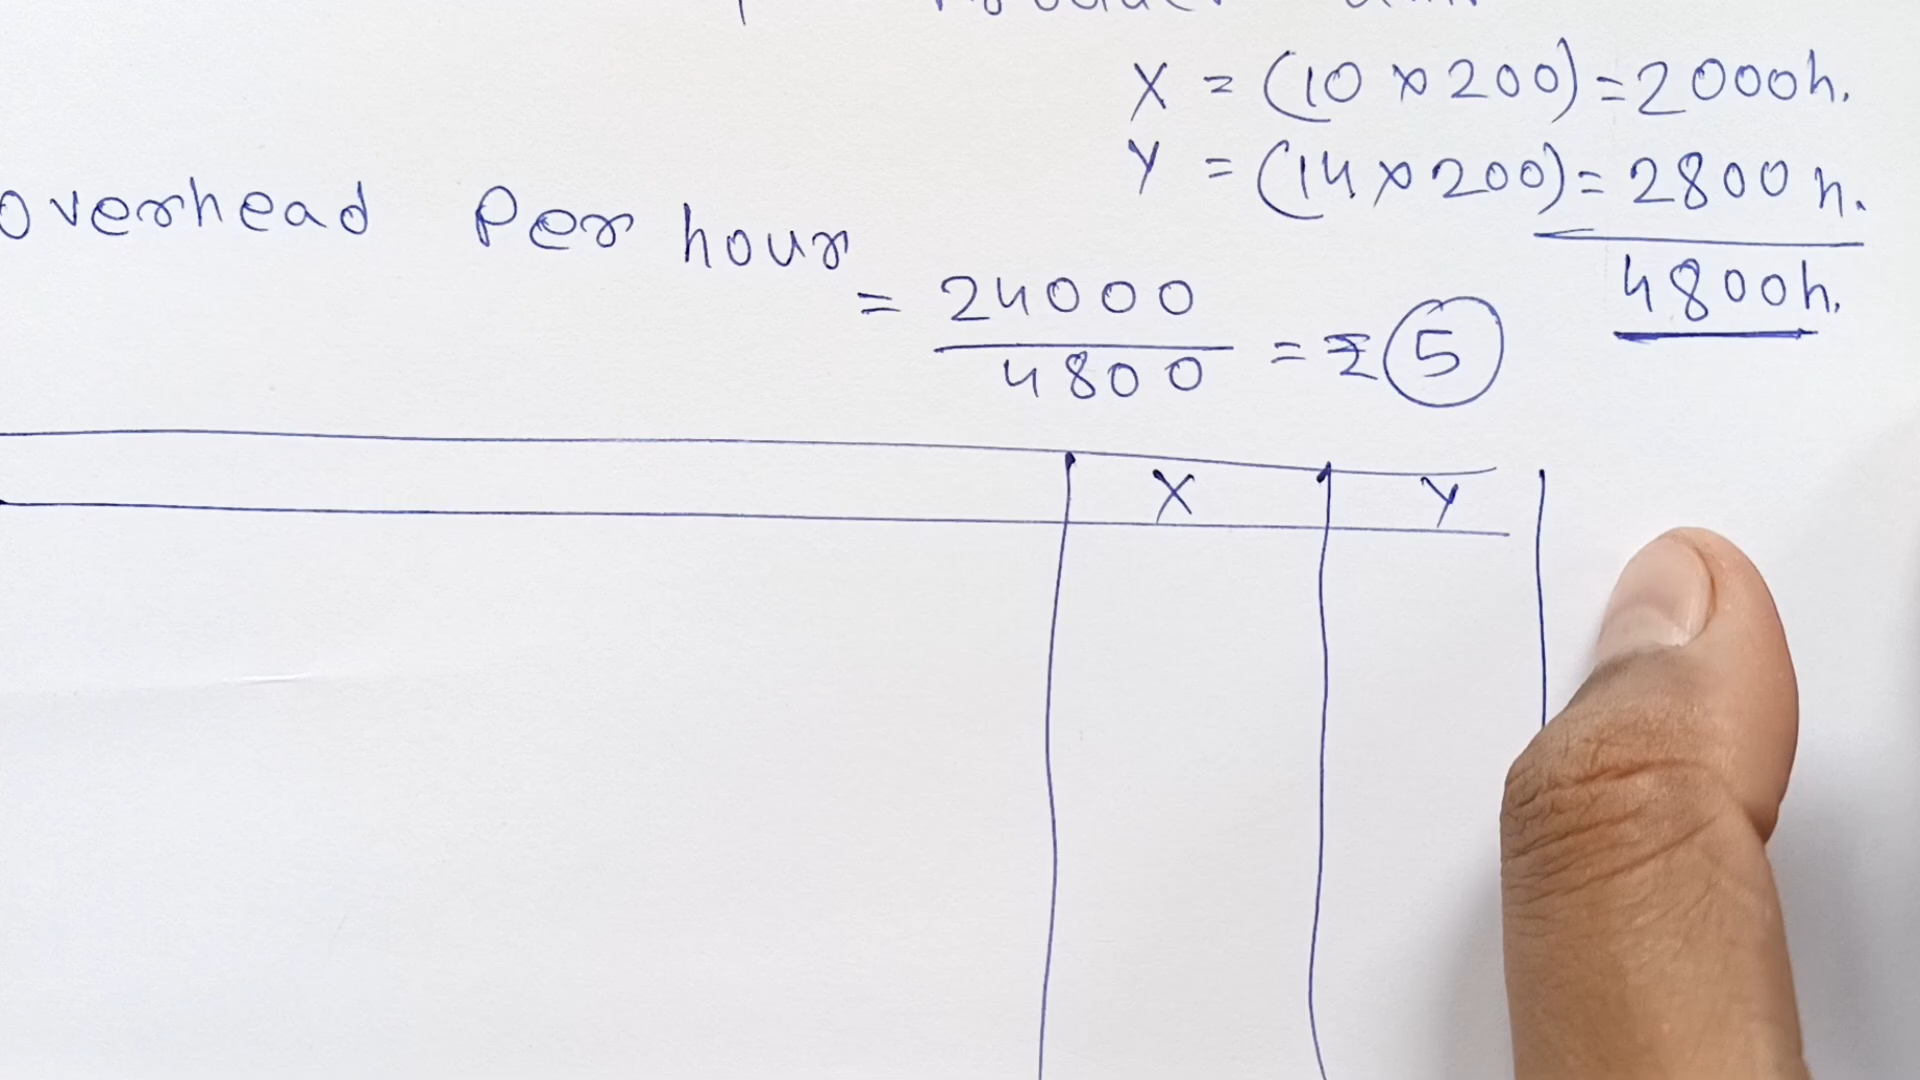 X = (10 × 200) = 2000h.
Y = (14 × 200) = 2800 h.
4800h.
overhead Per hour
= 24000
4800
= ₹ 5
X Y